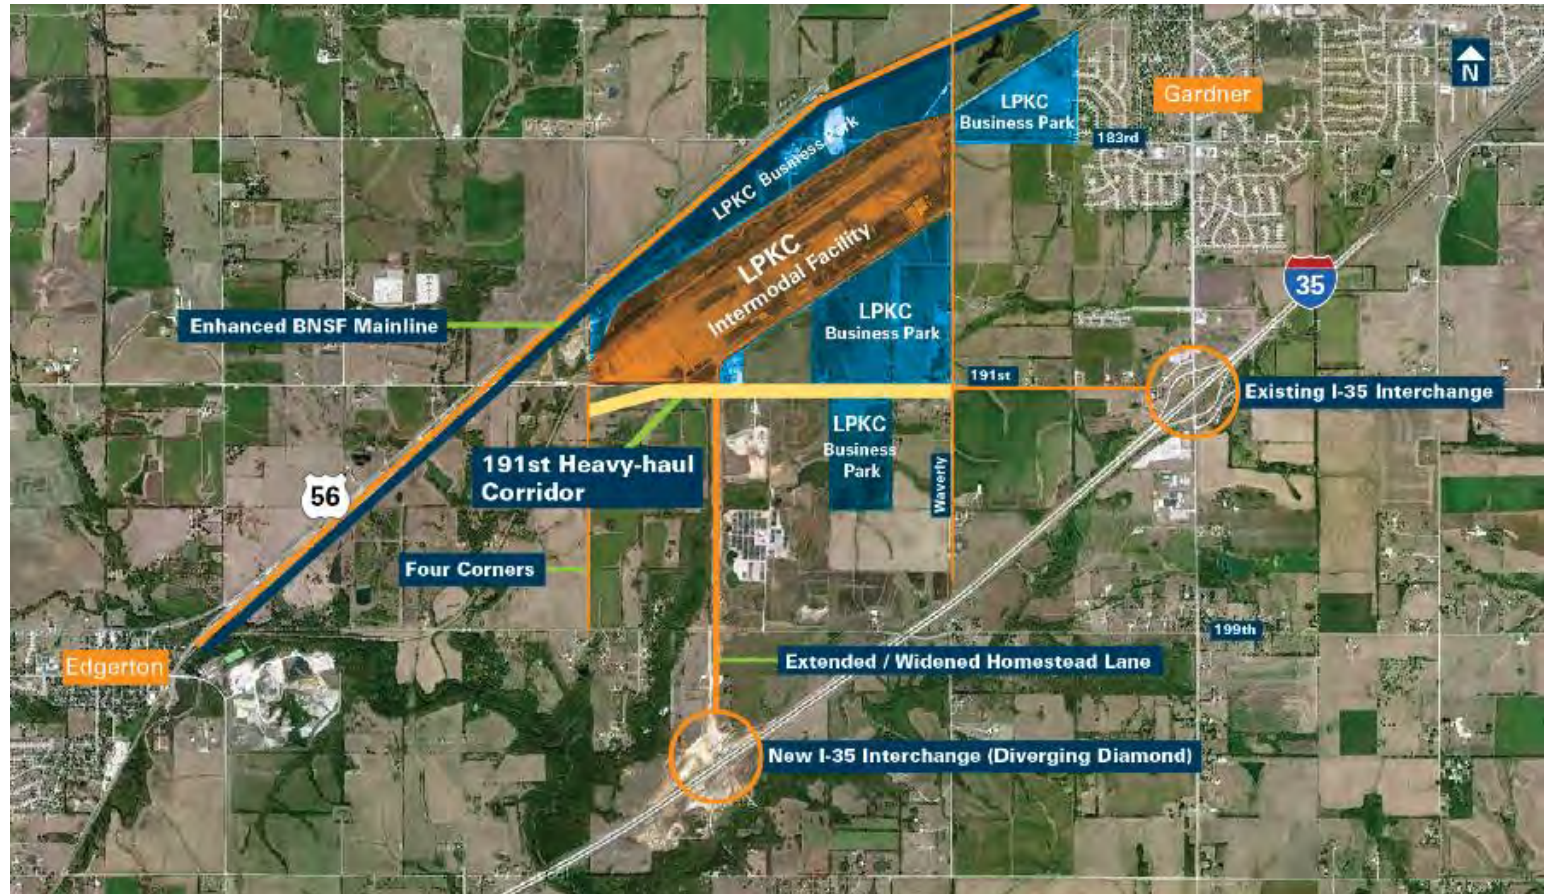 N
Gardner
LPKC
Business Park
183rd
LPKC Business Park
LPKC
Intermodal Facility
35
Enhanced BNSF Mainline
LPKC
Business Park
191st
Existing I-35 Interchange
LPKC
Business
Park
191st Heavy-haul
Corridor
56
Waverly
Four Corners
199th
Edgerton
Extended / Widened Homestead Lane
New I-35 Interchange (Diverging Diamond)